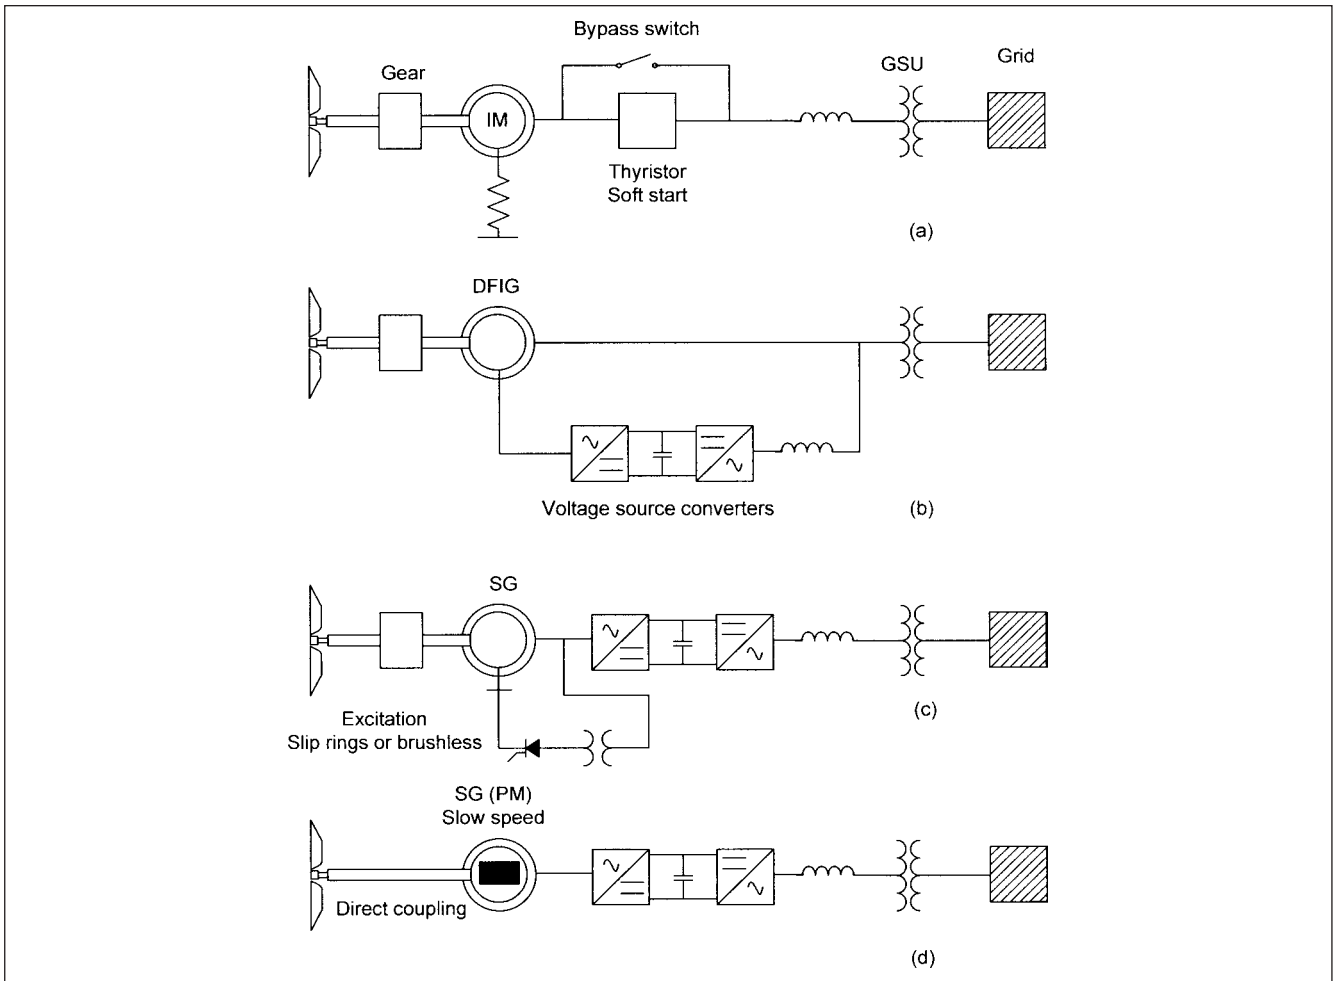 Bypass switch
Gear
GSU
Grid
IM
Thyristor
Soft start
(a)
DFIG
Voltage source converters
(b)
SG
Excitation
Slip rings or brushless
(c)
SG (PM)
Slow speed
Direct coupling
(d)